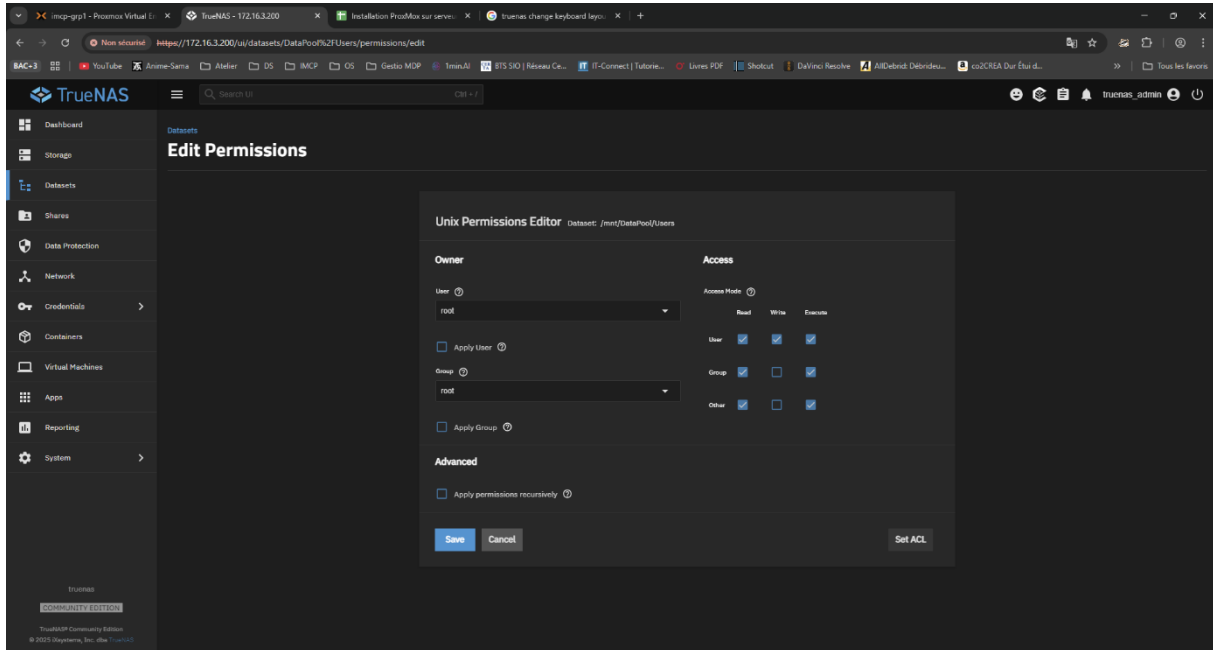 imcp-grp1 - Proxmox Virtual En
TrueNAS - 172.16.3.200
Installation ProxMox sur serveu
truenas change keyboard layou
Non sécurisé https://172.16.3.200/ui/datasets/DataPool%2FUsers/permissions/edit
BAC+3 YouTube Anime-Sama Atelier DS IMCP OS Gestio MDP 1min.AI BTS SIO | Réseau Ce... IT-Connect | Tutorie... Livres PDF Shotcut DaVinci Resolve AllDebrid: Débrideu... co2CREA Dur Étui d... » Tous les favoris
TrueNAS
Search UI
Ctrl + /
truenas_admin
Dashboard
Storage
Datasets
Shares
Data Protection
Network
Credentials
Containers
Virtual Machines
Apps
Reporting
System
truenas
COMMUNITY EDITION
TrueNAS® Community Edition
© 2025 iXsystems, Inc. dba TrueNAS
Datasets
Edit Permissions
Unix Permissions Editor Dataset: /mnt/DataPool/Users
Owner
User
root
Apply User
Group
root
Apply Group
Access
Access Mode
Read Write Execute
User
Group
Other
Advanced
Apply permissions recursively
Save Cancel Set ACL